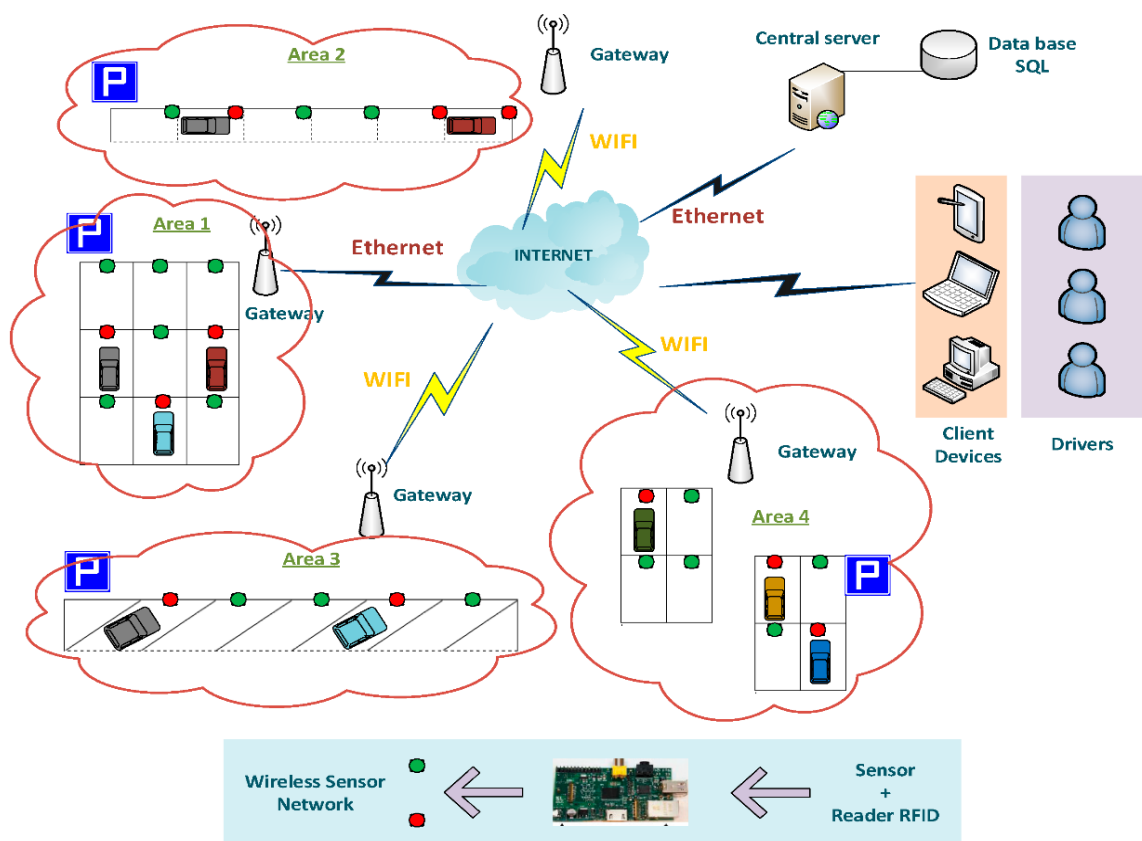 Area 2
P
Gateway
Central server
Data base
SQL
WIFI
Area 1
P
Ethernet
Gateway
INTERNET
Ethernet
WIFI
WIFI
Client
Devices
Drivers
Gateway
Gateway
Area 3
P
Area 4
P
Wireless Sensor
Network
Sensor
+
Reader RFID